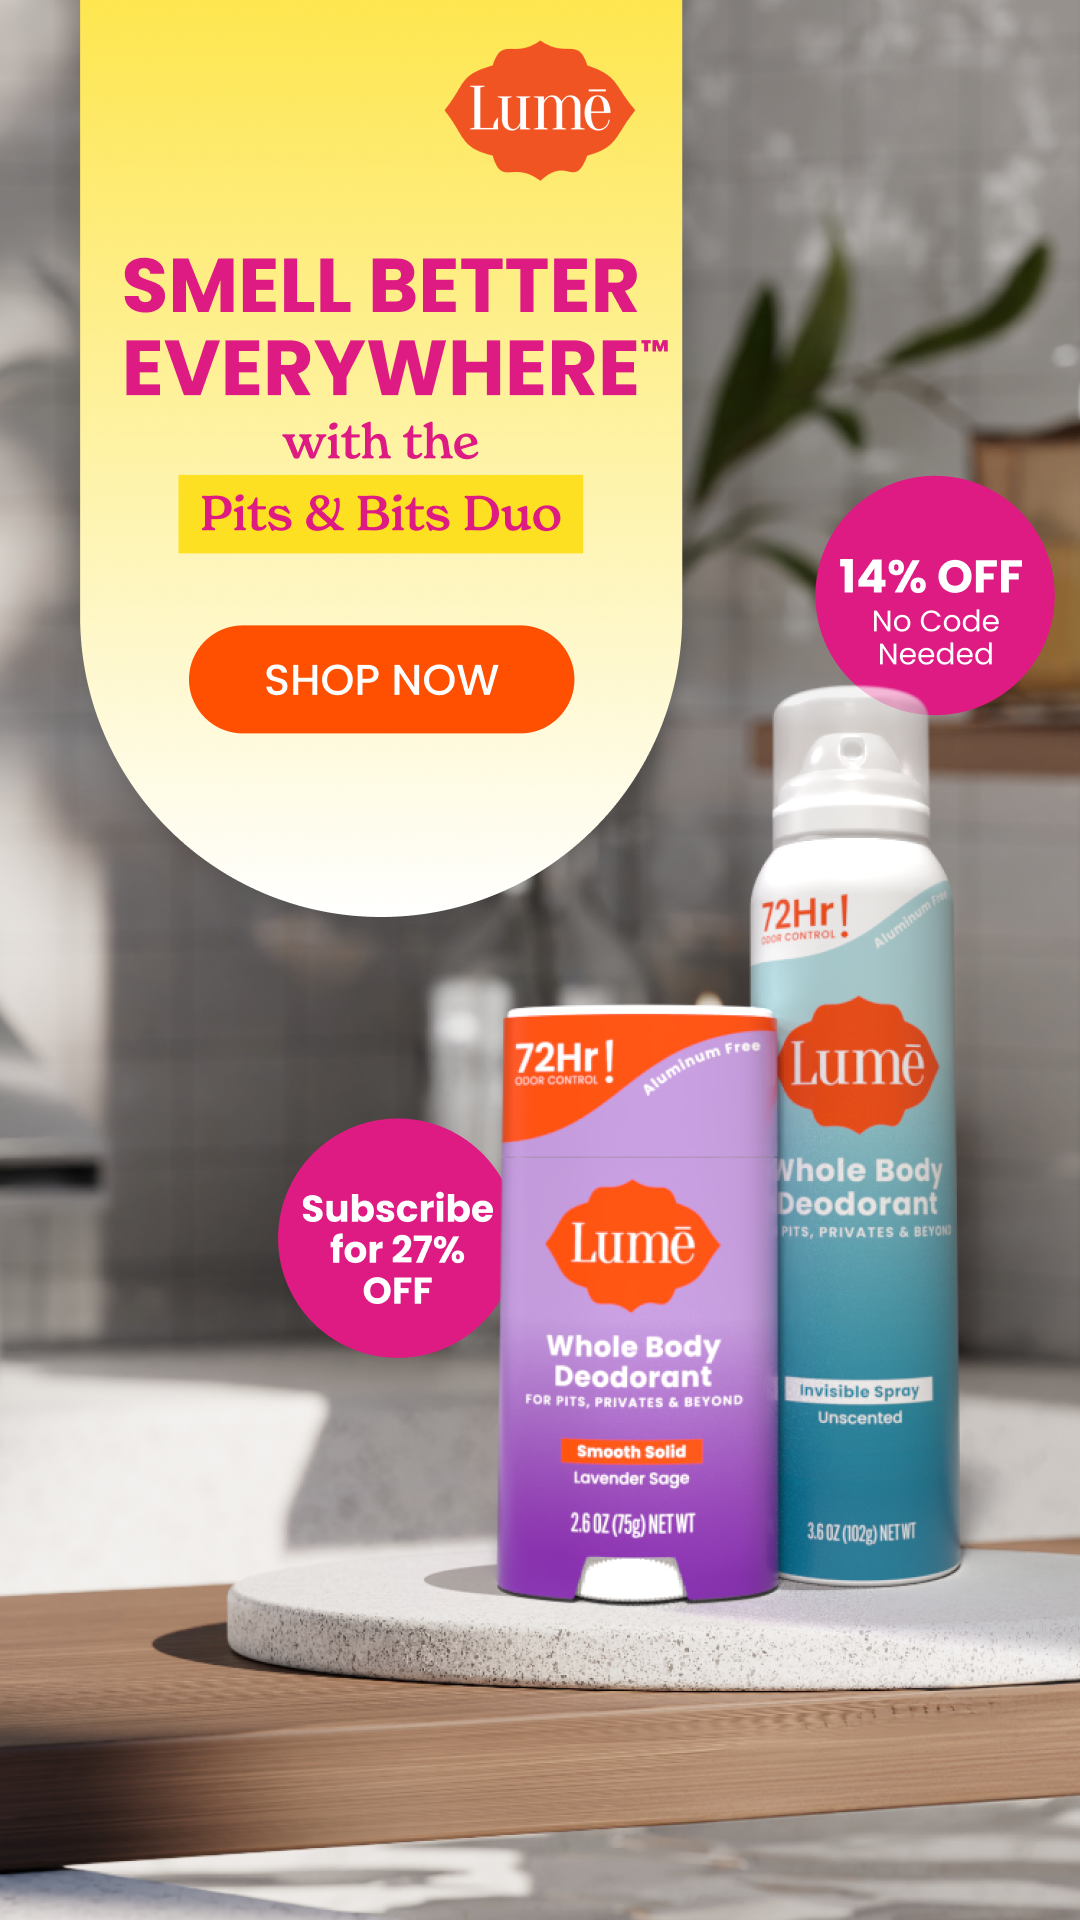 Lumē
SMELL BETTER
EVERYWHERE™
with the
Pits & Bits Duo
SHOP NOW
14% OFF
No Code
Needed
72Hr!
ODOR CONTROL
Aluminum Free
Lumē
Whole Body
Deodorant
PITS, PRIVATES & BEYOND
Invisible Spray
Unscented
3.6 OZ (102g) NET WT
Subscribe
for 27%
OFF
72Hr!
ODOR CONTROL
Aluminum Free
Lumē
Whole Body
Deodorant
FOR PITS, PRIVATES & BEYOND
Smooth Solid
Lavender Sage
2.6 OZ (75g) NET WT